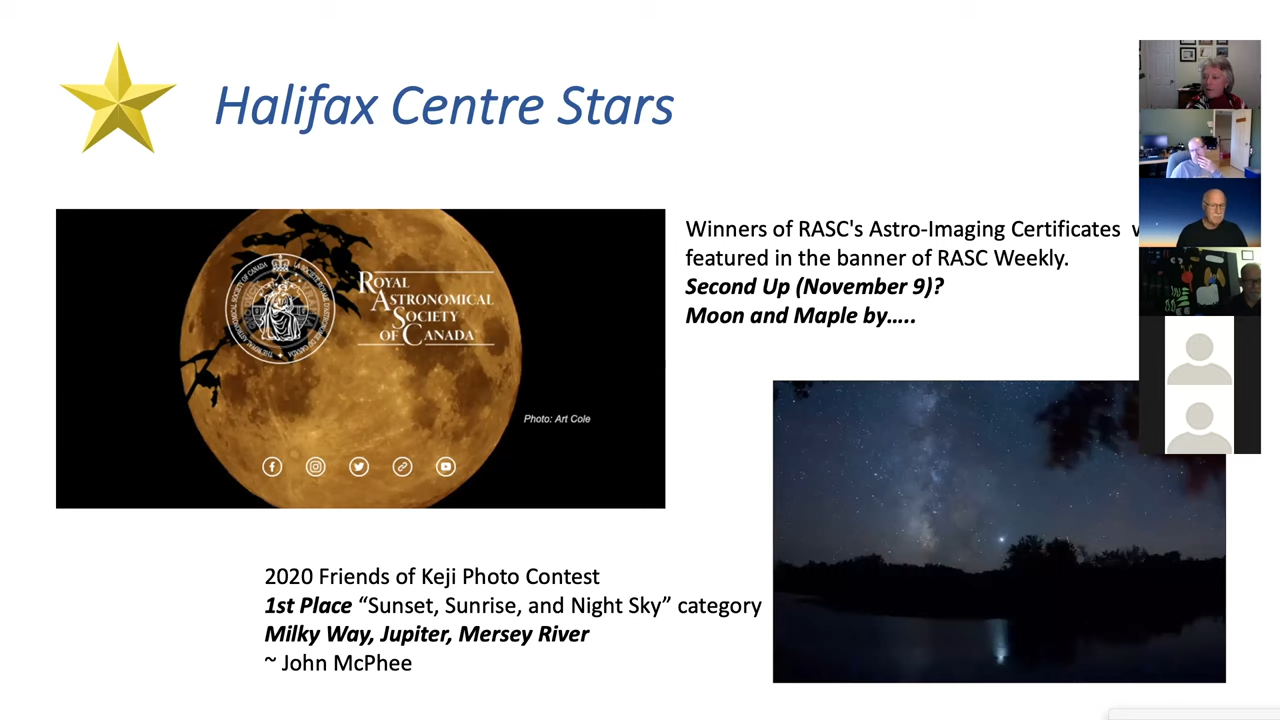 Halifax Centre Stars
ROYAL
ASTRONOMICAL
SOCIETY
OF CANADA
Photo: Art Cole
Winners of RASC's Astro-Imaging Certificates
featured in the banner of RASC Weekly.
Second Up (November 9)?
Moon and Maple by…..
2020 Friends of Keji Photo Contest
1st Place “Sunset, Sunrise, and Night Sky” category
Milky Way, Jupiter, Mersey River
~ John McPhee